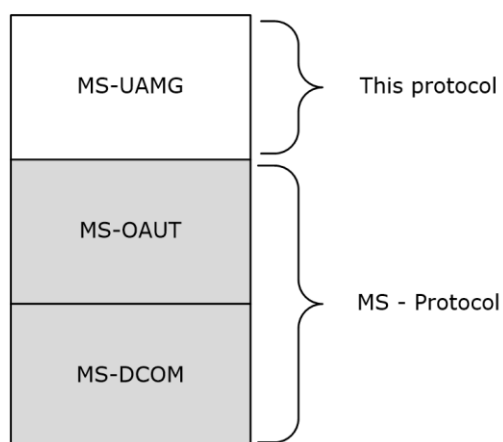 MS-UAMG
This protocol
MS-OAUT
MS - Protocol
MS-DCOM